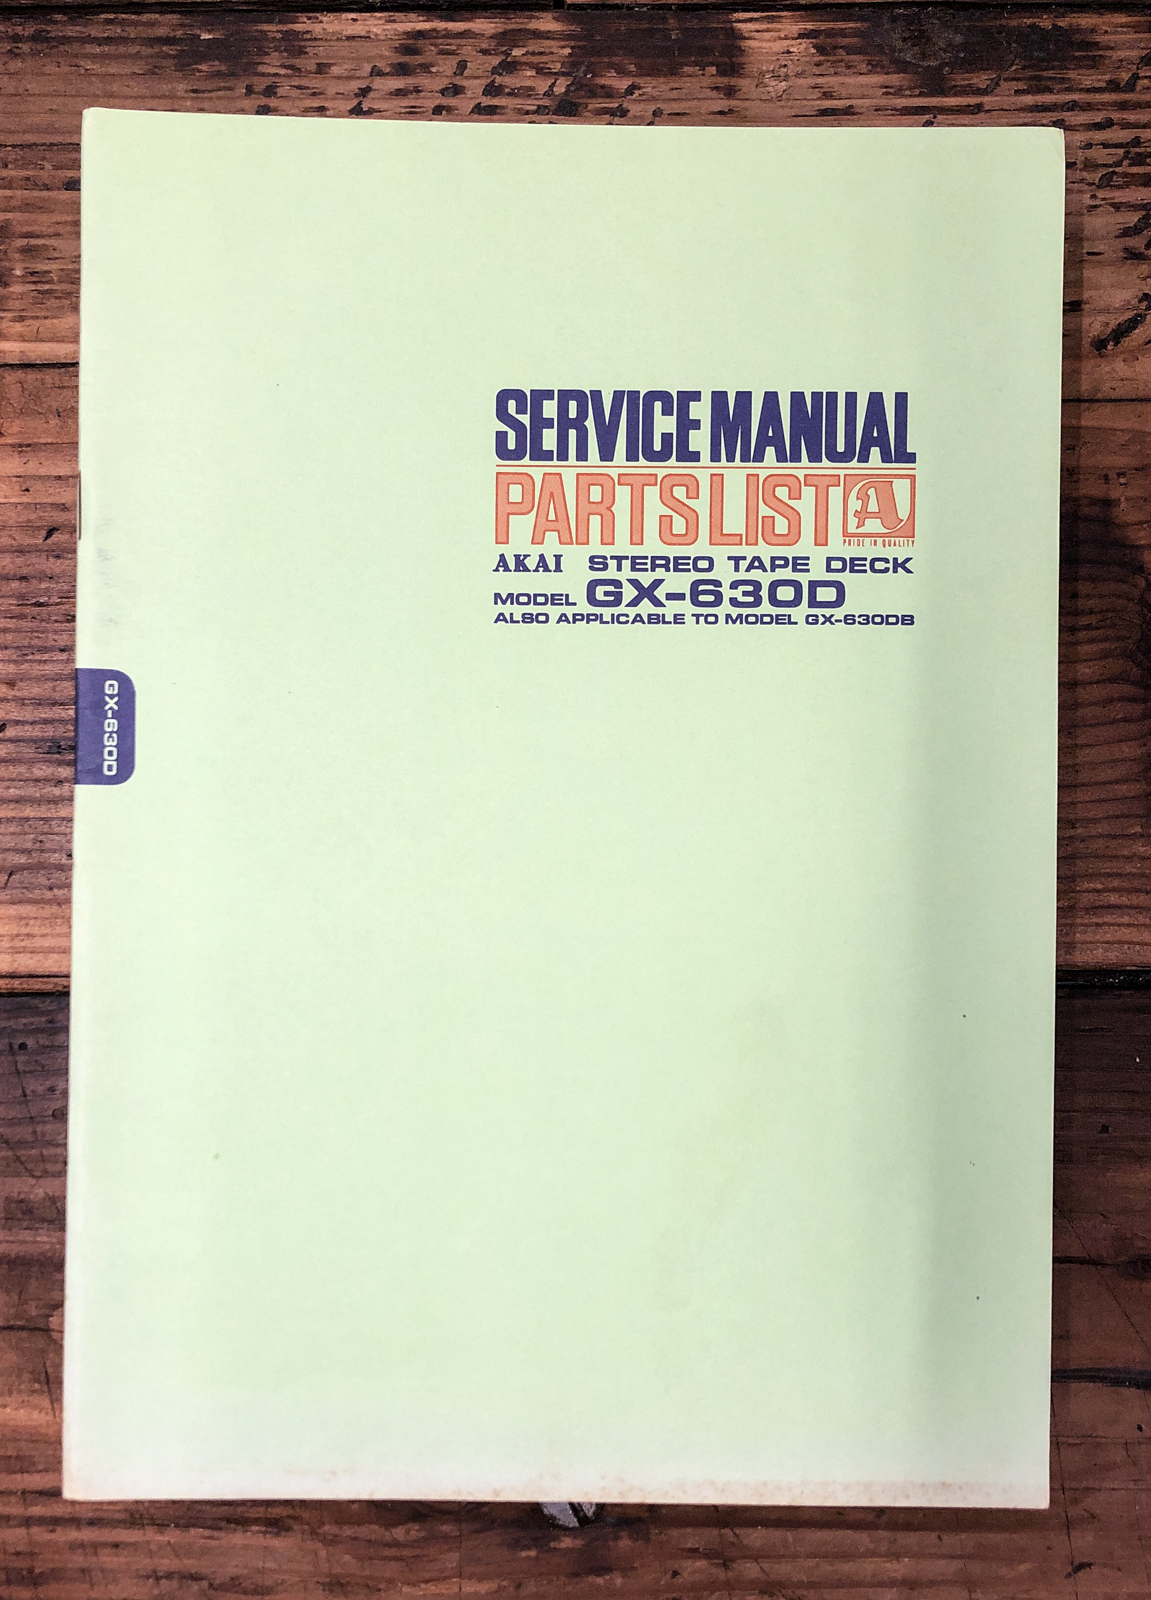 SERVICE MANUAL
PARTS LIST A
PRIDE IN QUALITY
AKAI STEREO TAPE DECK
MODEL GX-630D
ALSO APPLICABLE TO MODEL GX-630DB
GX-630D